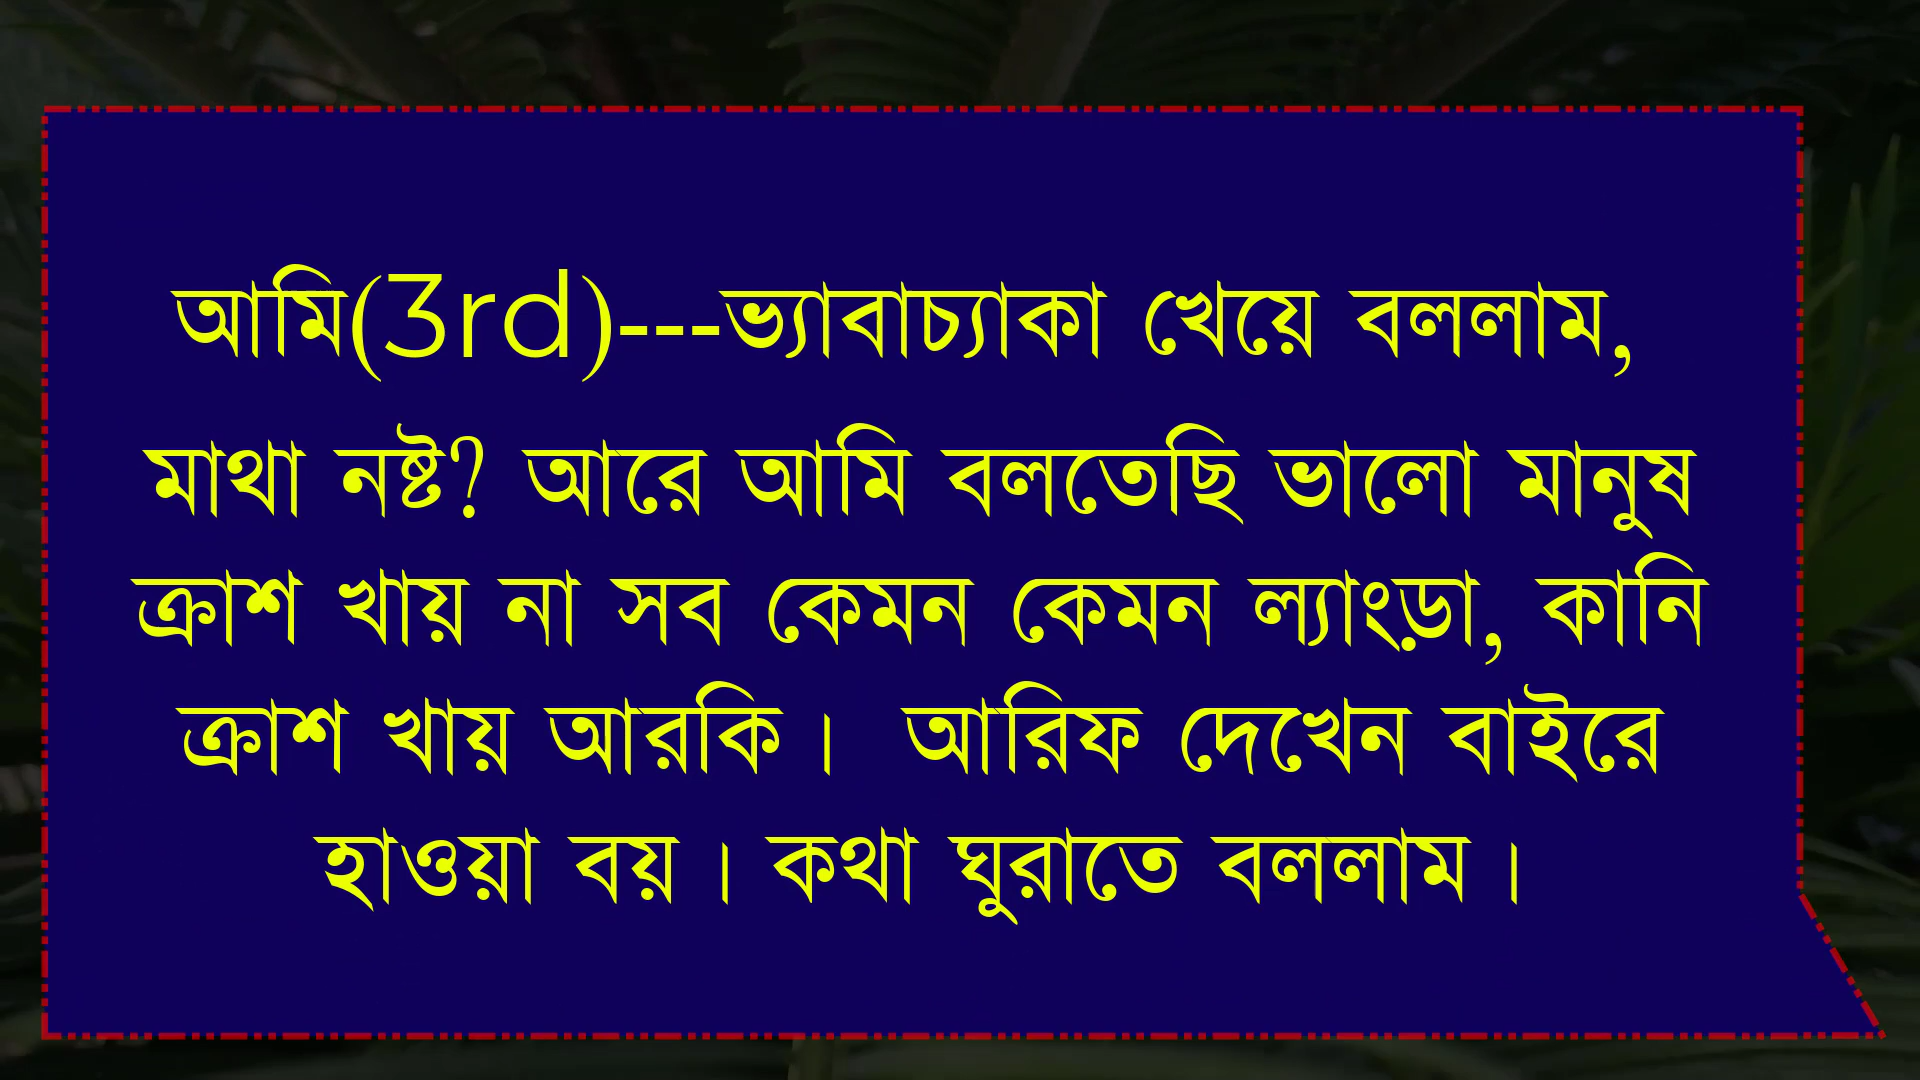 আমি(3rd)---ভ্যাবাচ্যাকা খেয়ে বললাম,
মাথা নষ্ট? আরে আমি বলতেছি ভালো মানুষ
ক্রাশ খায় না সব কেমন কেমন ল্যাংড়া, কানি
ক্রাশ খায় আরকি। আরিফ দেখেন বাইরে
হাওয়া বয়। কথা ঘুরাতে বললাম।